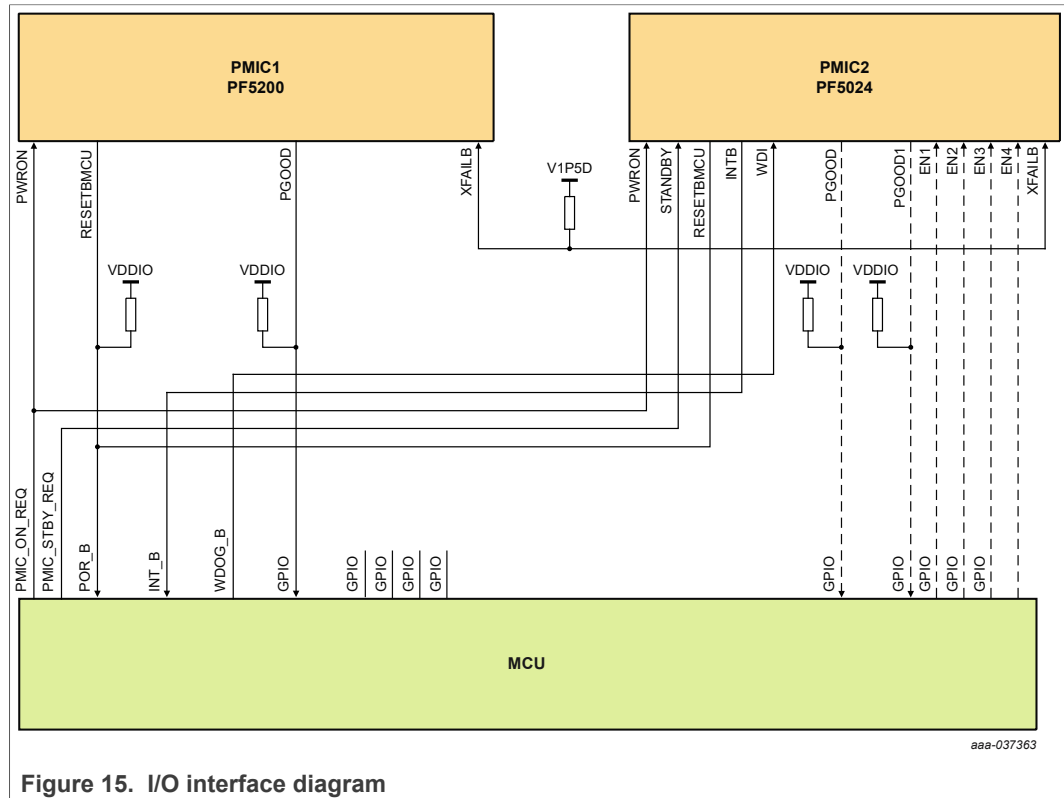 PMIC1
PF5200
PMIC2
PF5024
PWRON
RESETBMCU
PGOOD
XFAILB
V1P5D
PWRON
STANDBY
RESETBMCU
INTB
WDI
PGOOD
PGOOD1
EN1
EN2
EN3
EN4
XFAILB
VDDIO
VDDIO
VDDIO
VDDIO
PMIC_ON_REQ
PMIC_STBY_REQ
POR_B
INT_B
WDOG_B
GPIO
GPIO
GPIO
GPIO
GPIO
GPIO
GPIO
GPIO
GPIO
GPIO
MCU
aaa-037363
Figure 15. I/O interface diagram